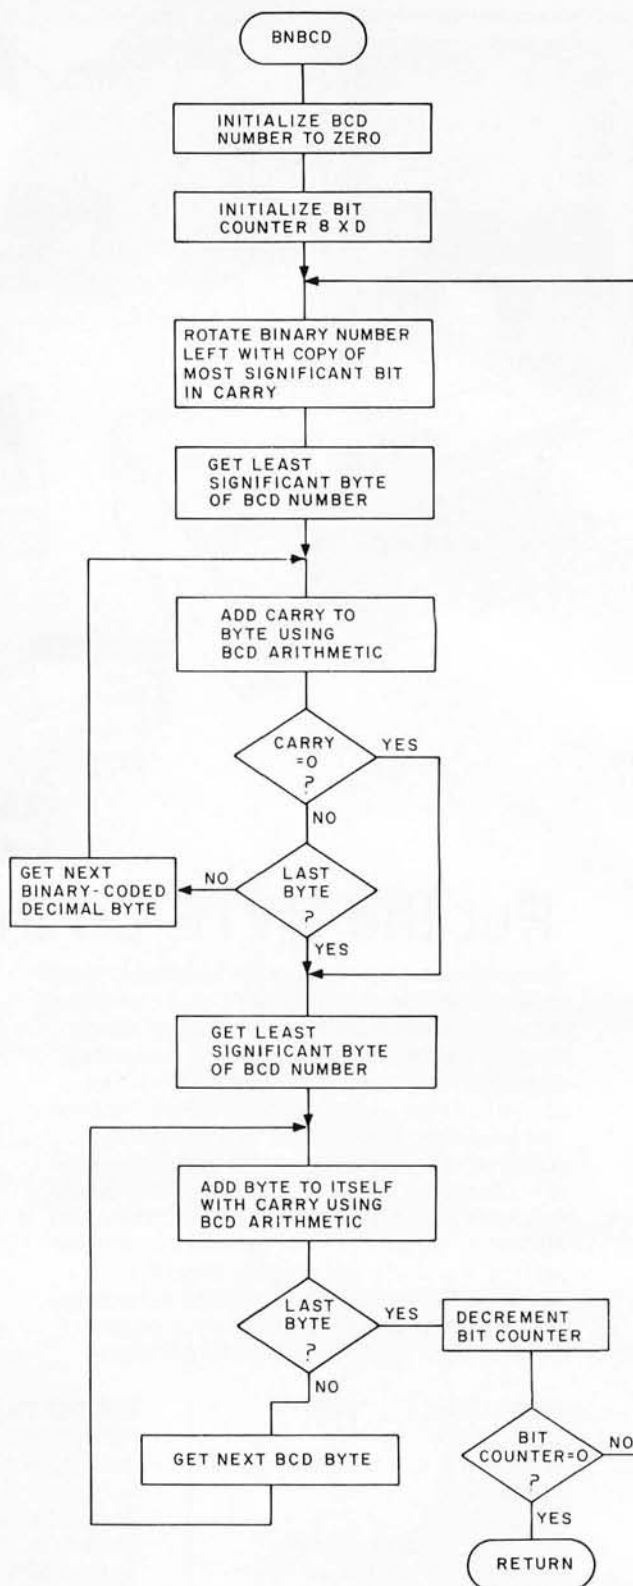 BNBCD
INITIALIZE BCD
NUMBER TO ZERO
INITIALIZE BIT
COUNTER 8 X D
ROTATE BINARY NUMBER
LEFT WITH COPY OF
MOST SIGNIFICANT BIT
IN CARRY
GET LEAST
SIGNIFICANT BYTE
OF BCD NUMBER
ADD CARRY TO
BYTE USING
BCD ARITHMETIC
CARRY
=0
?
YES
NO
LAST
BYTE
?
NO
YES
GET NEXT
BINARY-CODED
DECIMAL BYTE
GET LEAST
SIGNIFICANT BYTE
OF BCD NUMBER
ADD BYTE TO ITSELF
WITH CARRY USING
BCD ARITHMETIC
LAST
BYTE
?
YES
NO
DECREMENT
BIT COUNTER
GET NEXT BCD BYTE
BIT
COUNTER=0
?
NO
YES
RETURN